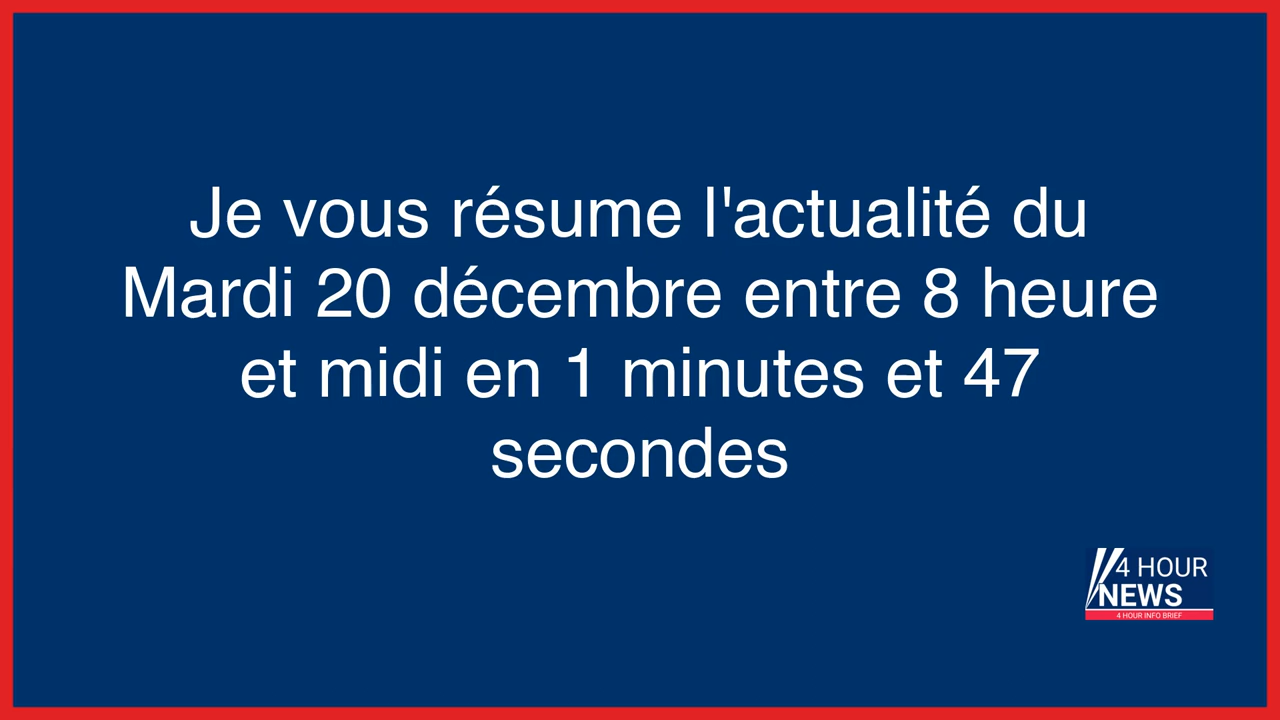 Je vous résume l'actualité du
Mardi 20 décembre entre 8 heure
et midi en 1 minutes et 47
secondes
4 HOUR
NEWS
4 HOUR INFO BRIEF